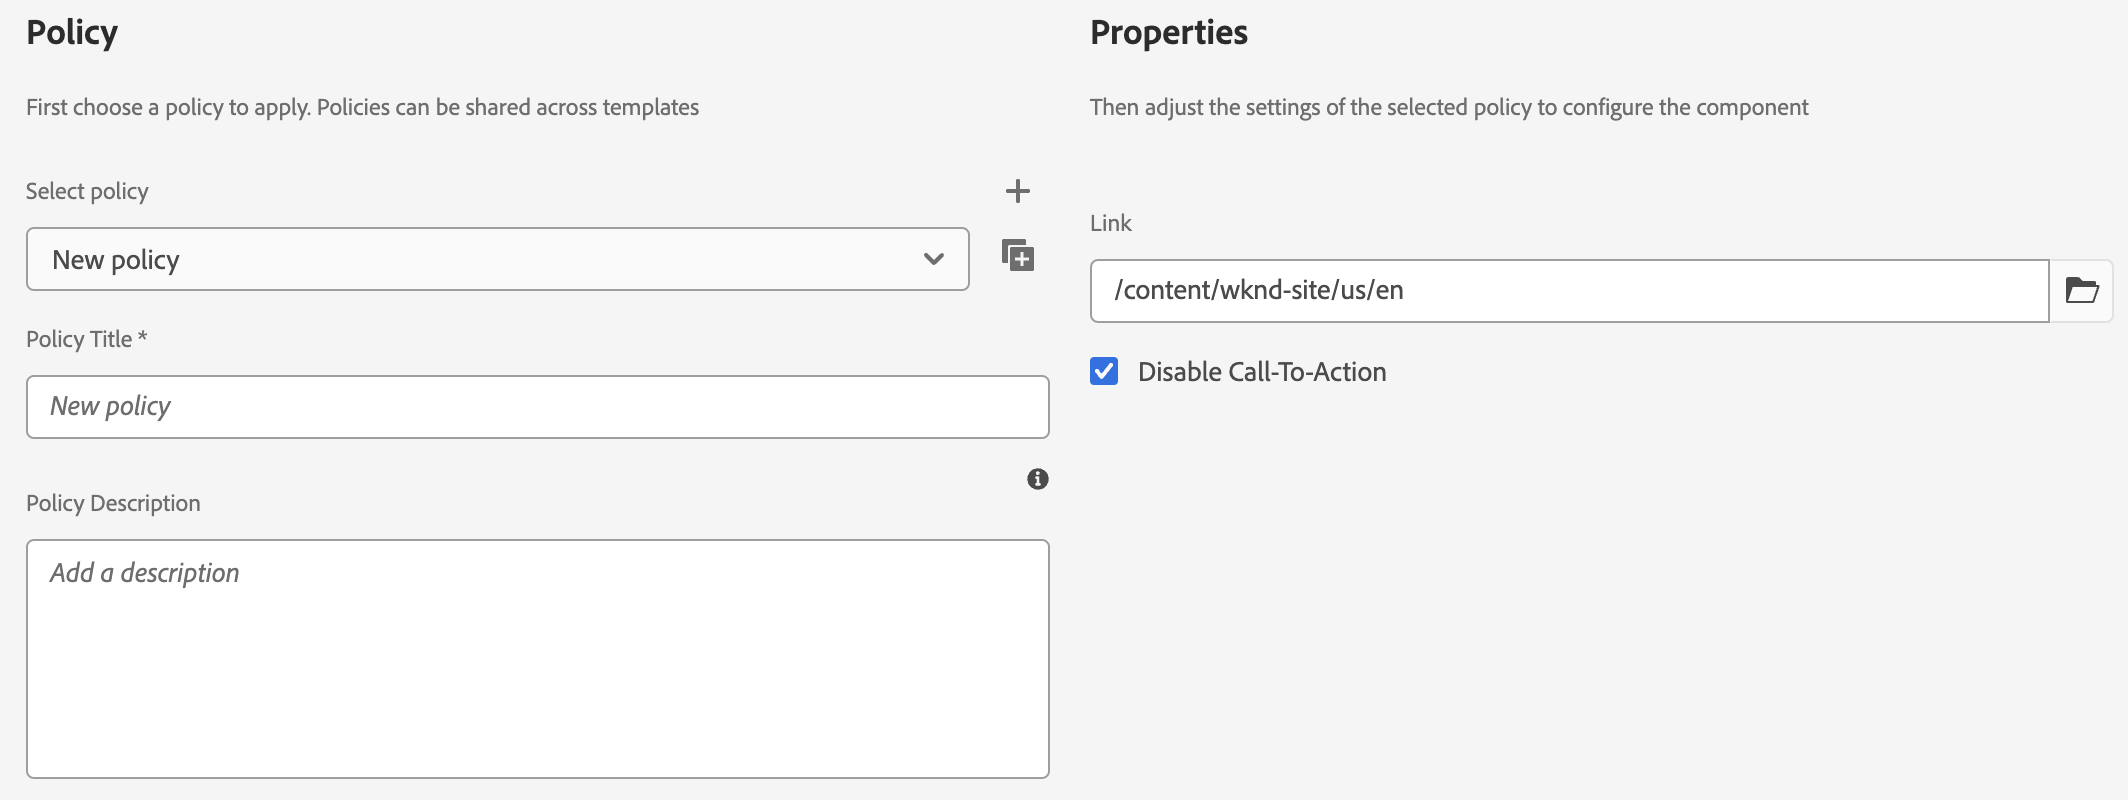 Policy
First choose a policy to apply. Policies can be shared across templates
Select policy
New policy
Policy Title *
New policy
Policy Description
Add a description
Properties
Then adjust the settings of the selected policy to configure the component
Link
/content/wknd-site/us/en
Disable Call-To-Action